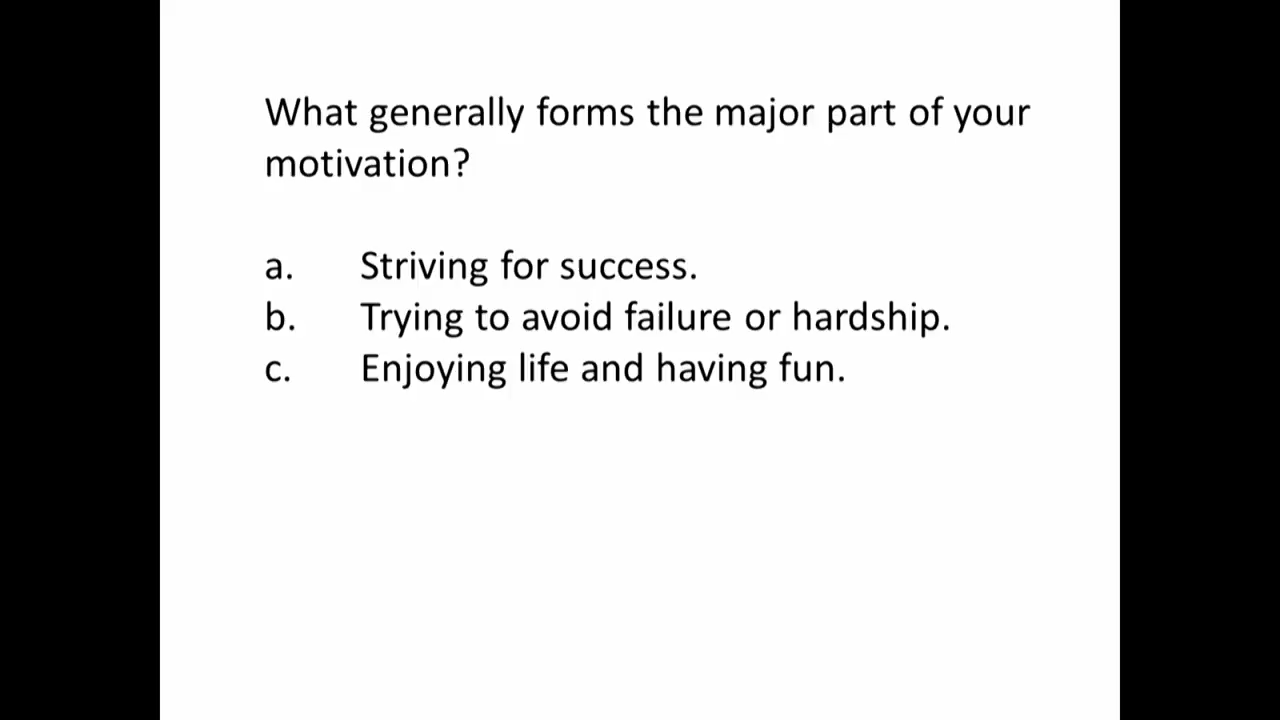 What generally forms the major part of your
motivation?
a. Striving for success.
b. Trying to avoid failure or hardship.
c. Enjoying life and having fun.